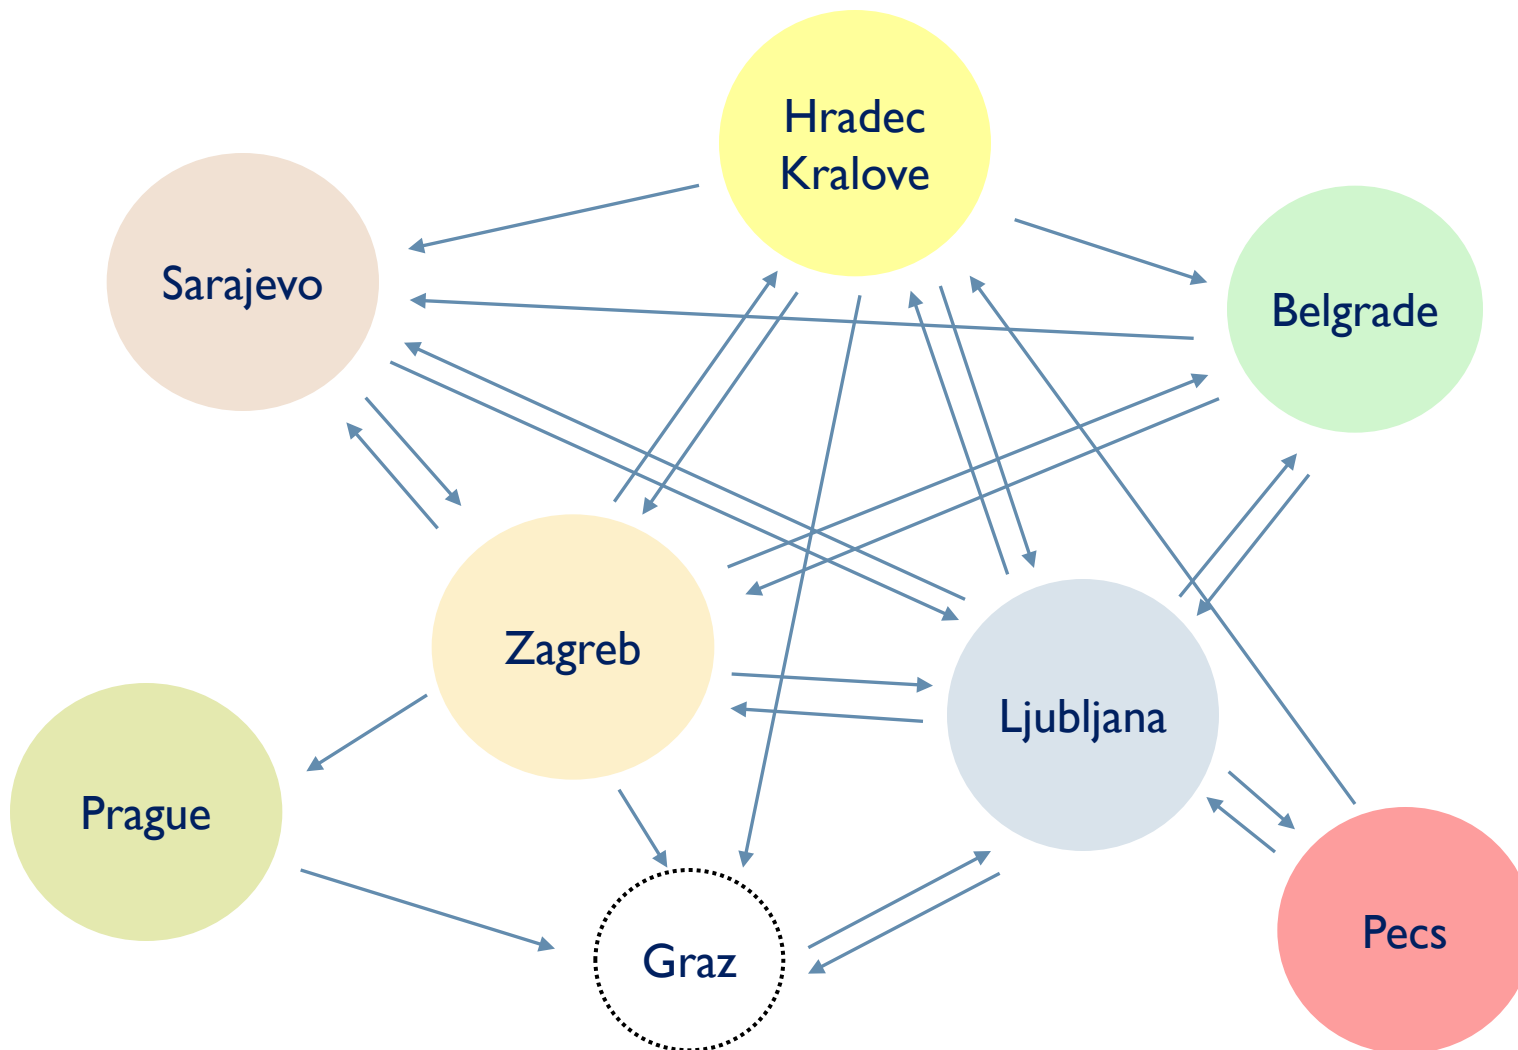 Hradec
Kralove
Sarajevo
Belgrade
Zagreb
Ljubljana
Prague
Pecs
Graz